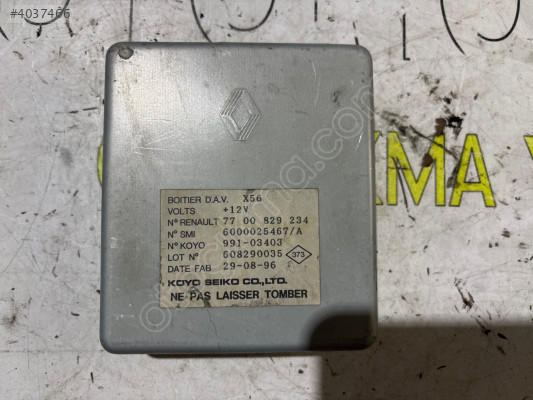 #4037466
BOITIER D.A.V. X56
VOLTS +12V
N° RENAULT 77 00 829 234
N° SMI 6000025467/A
N° KOYO 991-03403
LOT N° 608290035 373
DATE FAB 29-08-96
KOYO SEIKO CO.,LTD.
NE PAS LAISSER TOMBER